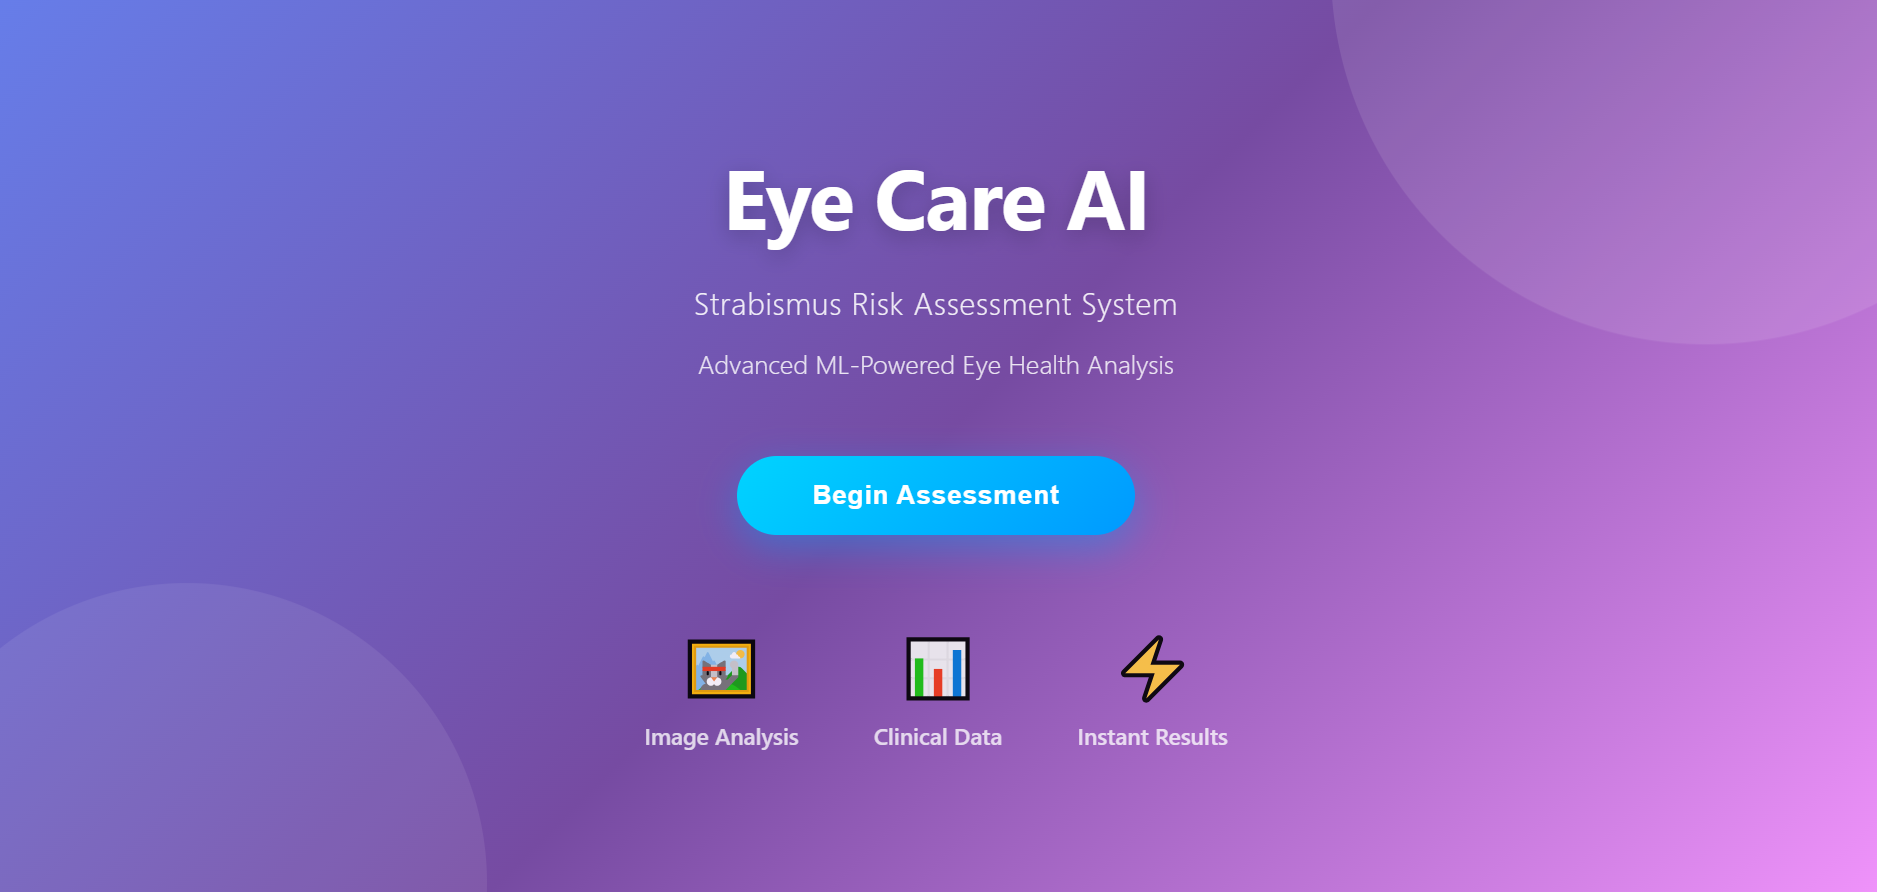 Eye Care AI
Strabismus Risk Assessment System
Advanced ML-Powered Eye Health Analysis
Begin Assessment
Image Analysis
Clinical Data
Instant Results